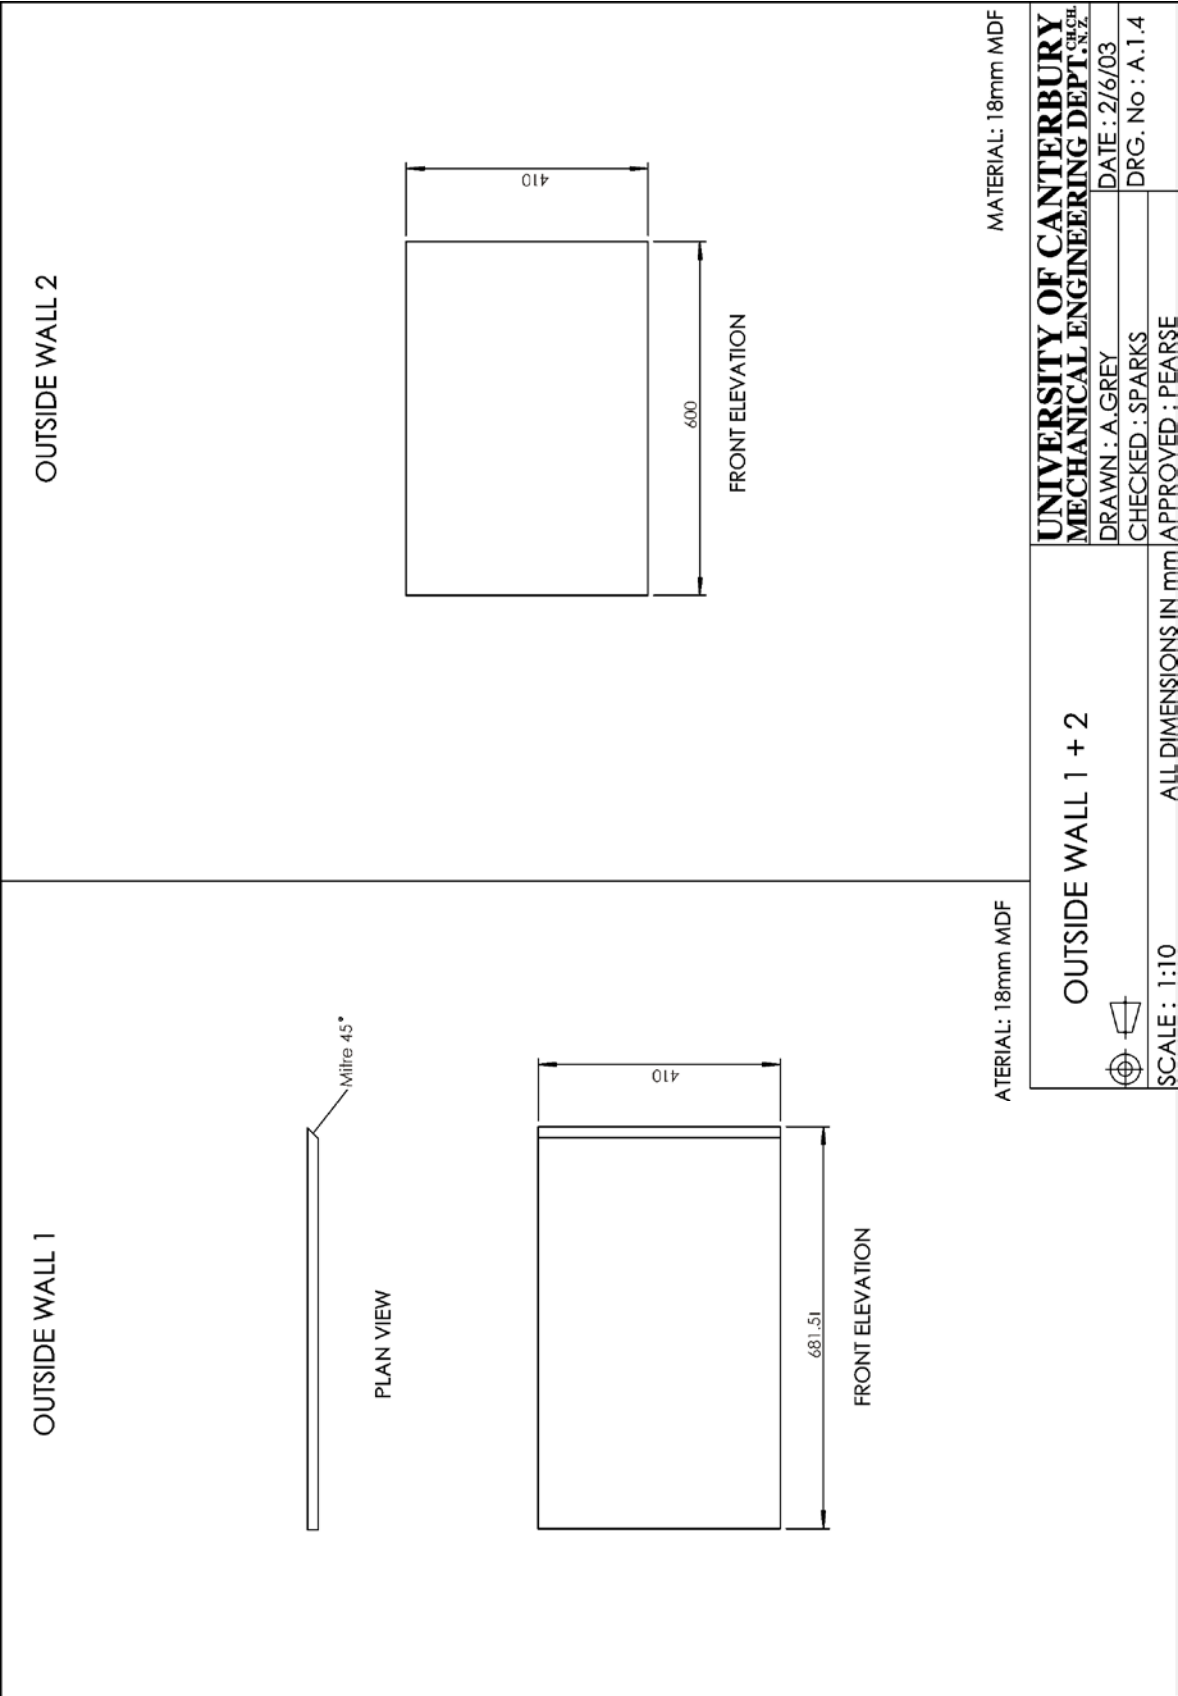 OUTSIDE WALL 1
Mitre 45°
PLAN VIEW
410
681.51
FRONT ELEVATION
ATERIAL: 18mm MDF
OUTSIDE WALL 2
410
600
FRONT ELEVATION
MATERIAL: 18mm MDF
OUTSIDE WALL 1 + 2
SCALE : 1:10
ALL DIMENSIONS IN mm
UNIVERSITY OF CANTERBURY
MECHANICAL ENGINEERING DEPT. CH.CH. N.Z.
DRAWN : A.GREY
DATE : 2/6/03
CHECKED : SPARKS
DRG. No : A.1.4
APPROVED : PEARSE